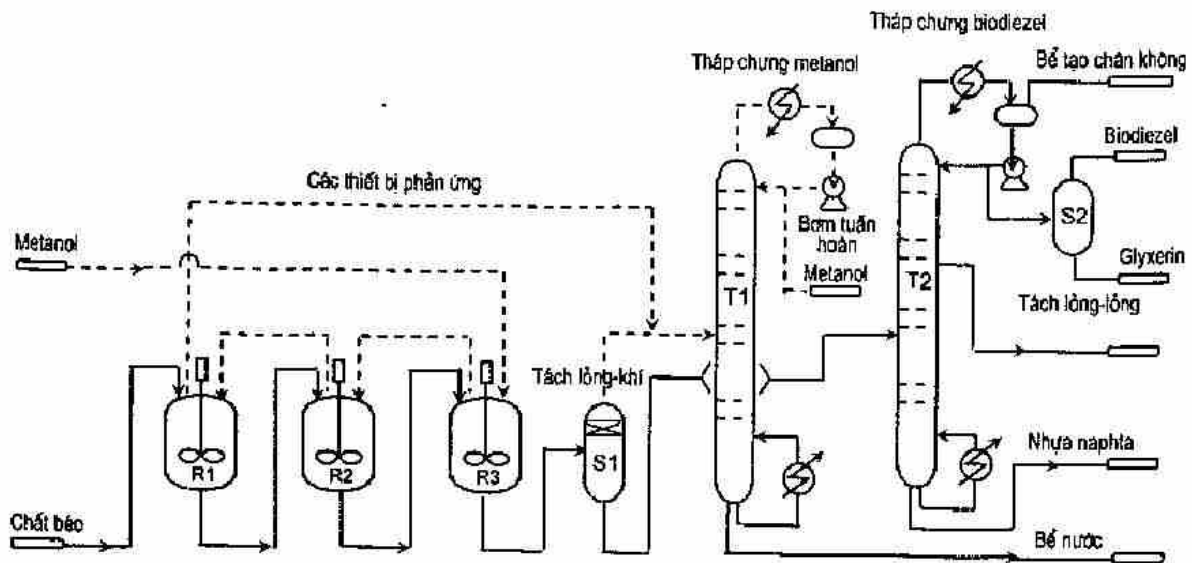 Tháp chưng biodiezel
Tháp chưng metanol
Bể tạo chân không
Biodiezel
Các thiết bị phản ứng
S2
Metanol
Bơm tuần
hoàn
Glyxerin
Metanol
T1
T2
Tách lỏng-lỏng
Tách lỏng-khí
R1
R2
R3
S1
Nhựa naphta
Chất béo
Bể nước